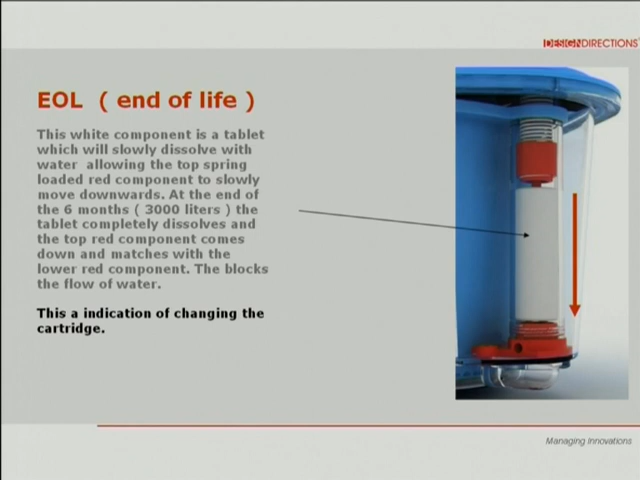 DESIGNDIRECTIONS
EOL ( end of life )
This white component is a tablet
which will slowly dissolve with
water allowing the top spring
loaded red component to slowly
move downwards. At the end of
the 6 months ( 3000 liters ) the
tablet completely dissolves and
the top red component comes
down and matches with the
lower red component. The blocks
the flow of water.
This a indication of changing the
cartridge.
Managing Innovations